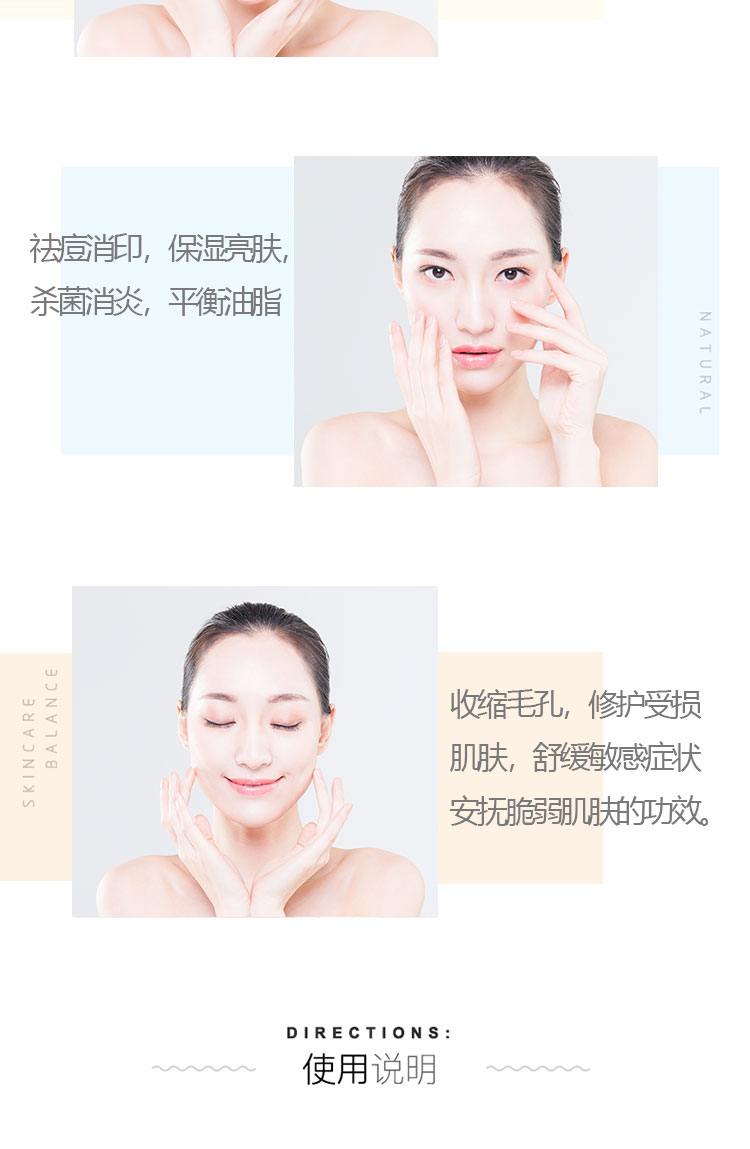 祛痘消印，保湿亮肤，
杀菌消炎，平衡油脂
NATURAL
SKINCARE
BALANCE
收缩毛孔，修护受损
肌肤，舒缓敏感症状
安抚脆弱肌肤的功效。
DIRECTIONS:
使用说明